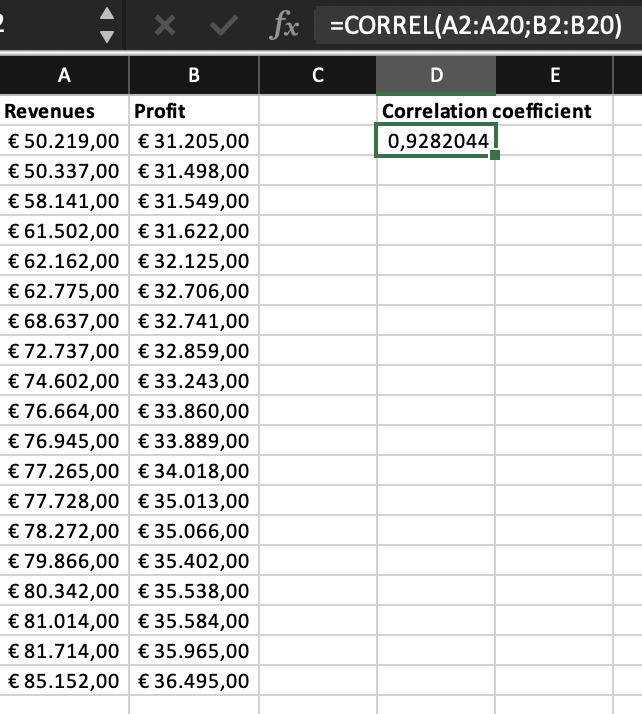 2 fx =CORREL(A2:A20;B2:B20)
A B C D E
Revenues Profit Correlation coefficient
€ 50.219,00 € 31.205,00 0,9282044
€ 50.337,00 € 31.498,00
€ 58.141,00 € 31.549,00
€ 61.502,00 € 31.622,00
€ 62.162,00 € 32.125,00
€ 62.775,00 € 32.706,00
€ 68.637,00 € 32.741,00
€ 72.737,00 € 32.859,00
€ 74.602,00 € 33.243,00
€ 76.664,00 € 33.860,00
€ 76.945,00 € 33.889,00
€ 77.265,00 € 34.018,00
€ 77.728,00 € 35.013,00
€ 78.272,00 € 35.066,00
€ 79.866,00 € 35.402,00
€ 80.342,00 € 35.538,00
€ 81.014,00 € 35.584,00
€ 81.714,00 € 35.965,00
€ 85.152,00 € 36.495,00